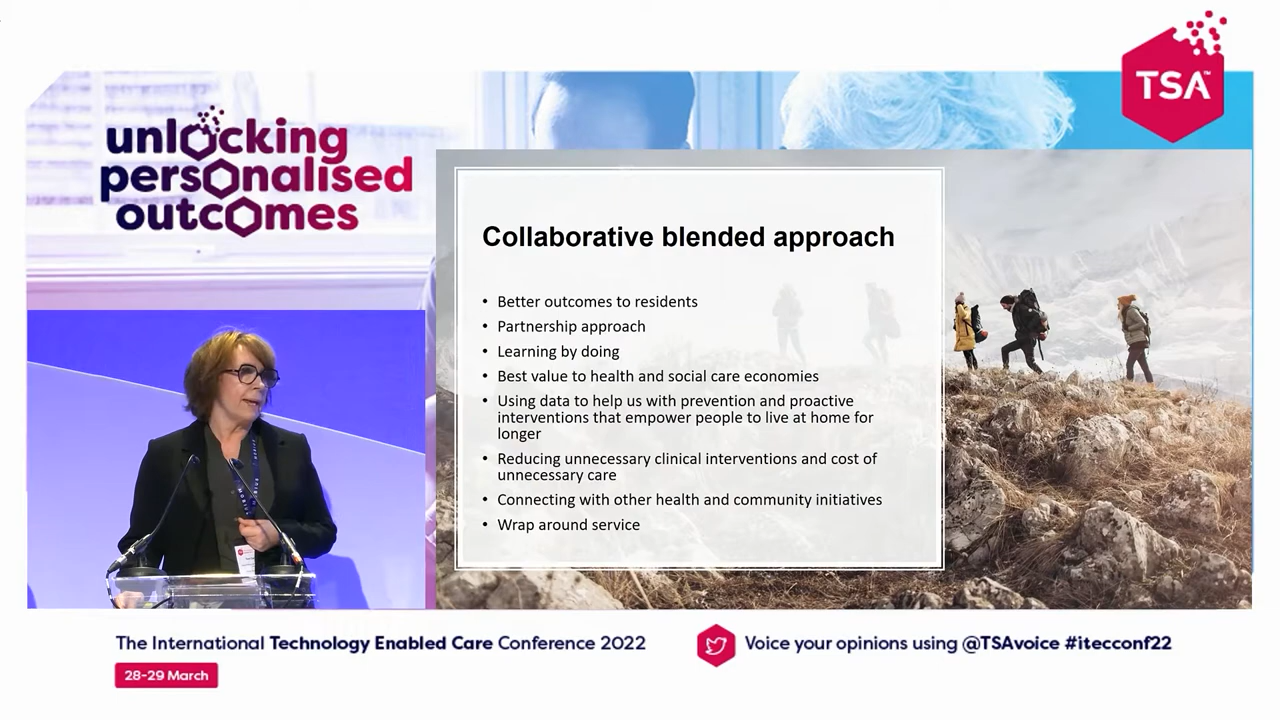 TSA™
unlocking
personalised
outcomes
Collaborative blended approach
• Better outcomes to residents
• Partnership approach
• Learning by doing
• Best value to health and social care economies
• Using data to help us with prevention and proactive
interventions that empower people to live at home for
longer
• Reducing unnecessary clinical interventions and cost of
unnecessary care
• Connecting with other health and community initiatives
• Wrap around service
The International Technology Enabled Care Conference 2022
28-29 March
Voice your opinions using @TSAvoice #itecconf22